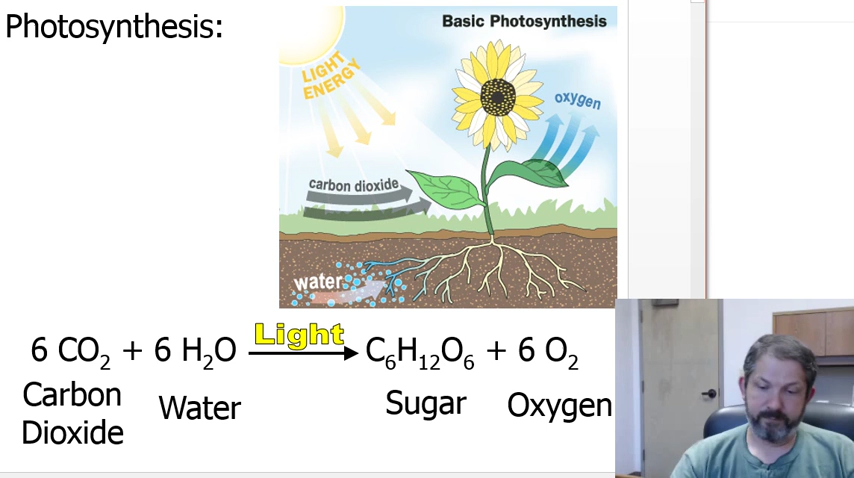 Photosynthesis:
Basic Photosynthesis
LIGHT
ENERGY
oxygen
carbon dioxide
water
Light
6 CO₂ + 6 H₂O → C₆H₁₂O₆ + 6 O₂
Carbon Dioxide
Water
Sugar
Oxygen